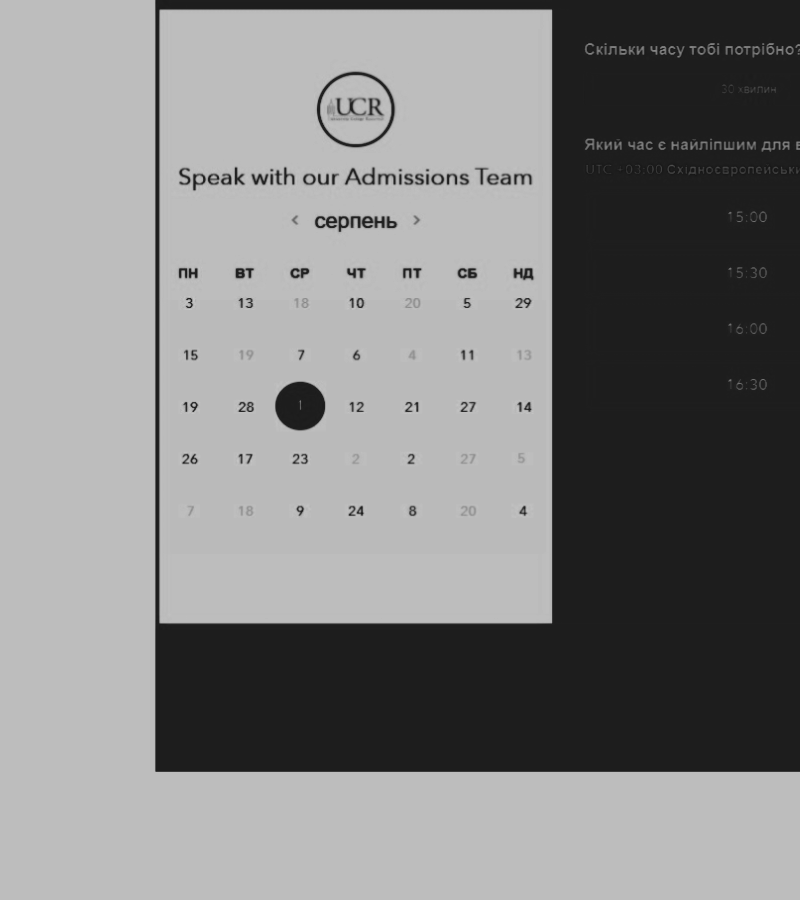 UCR
Speak with our Admissions Team
< серпень >
ПН ВТ СР ЧТ ПТ СБ НД
3 13 18 10 20 5 29
15 19 7 6 4 11 13
19 28 1 12 21 27 14
26 17 23 2 2 27 5
7 18 9 24 8 20 4
Скільки часу тобі потрібно?
30 хвилин
Який час є найліпшим для в
UTC - 03:00 Східноєвропейськи
15:00
15:30
16:00
16:30